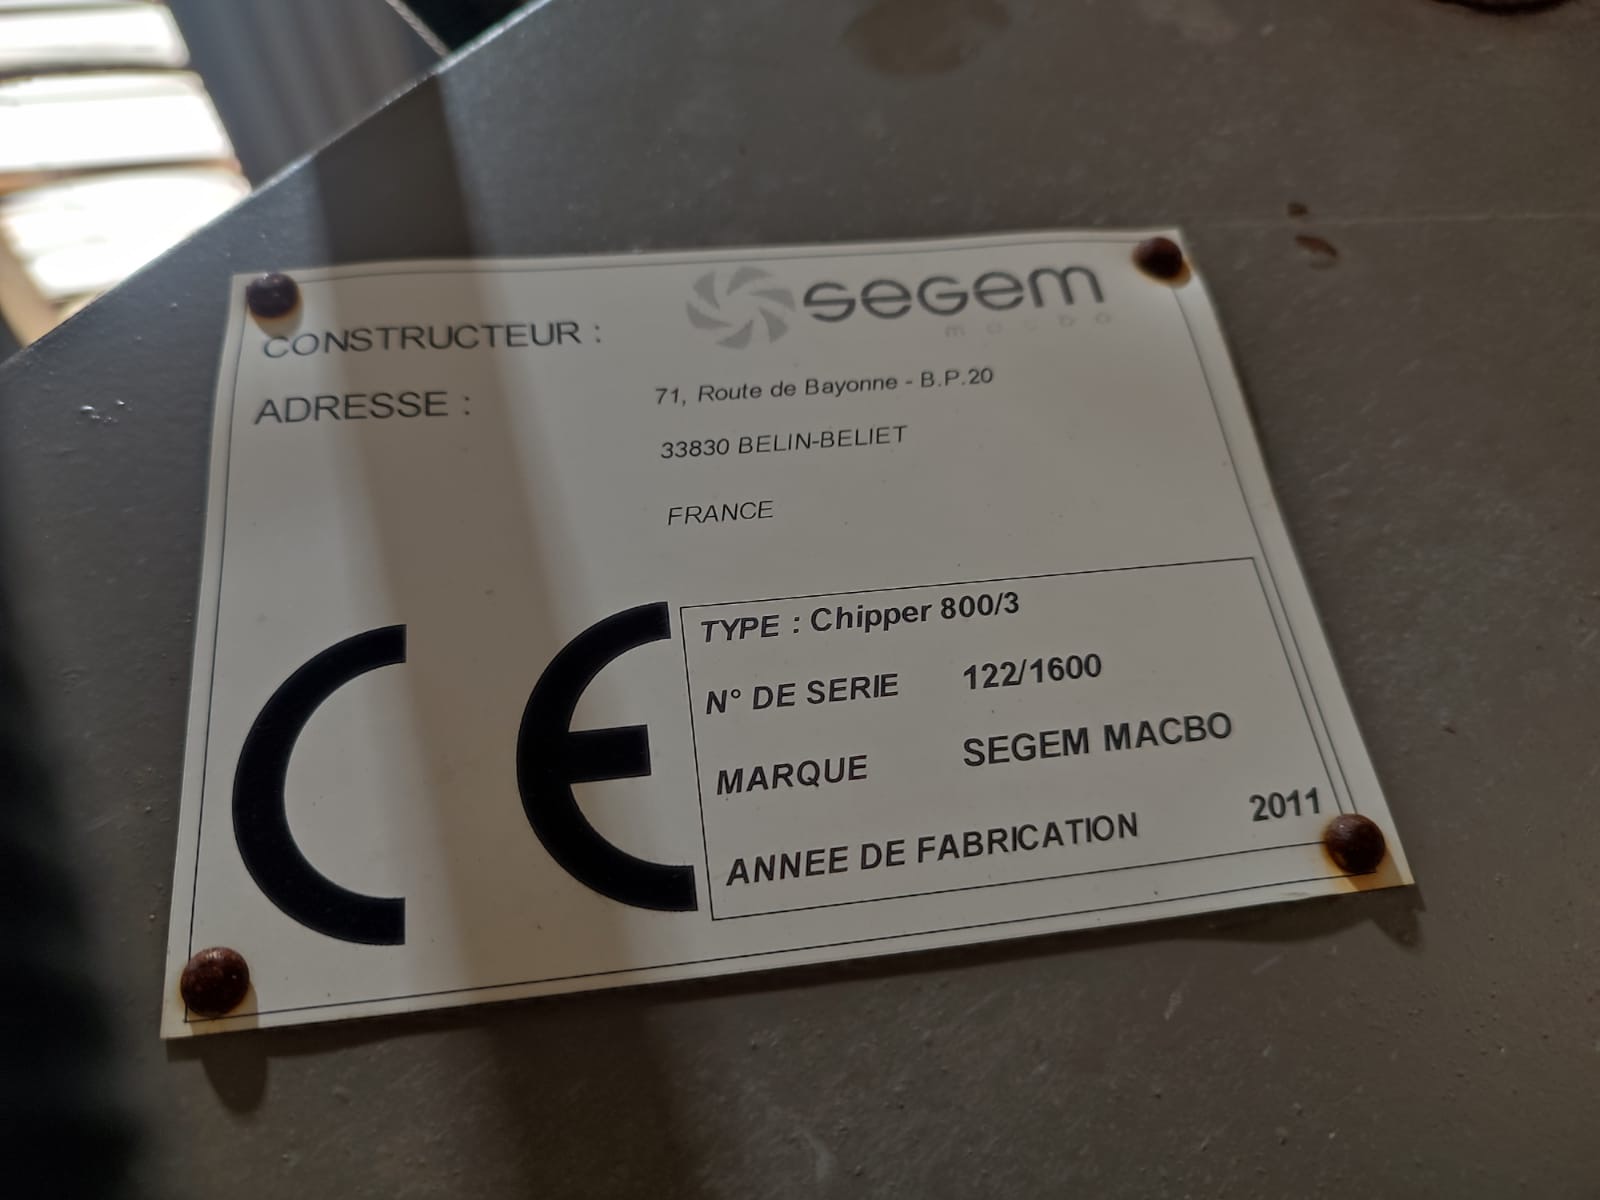 CONSTRUCTEUR : SEGEM
macbo
ADRESSE : 71, Route de Bayonne - B.P.20
33830 BELIN-BELIET
FRANCE
CE
TYPE : Chipper 800/3
N° DE SERIE 122/1600
MARQUE SEGEM MACBO
ANNEE DE FABRICATION 2011